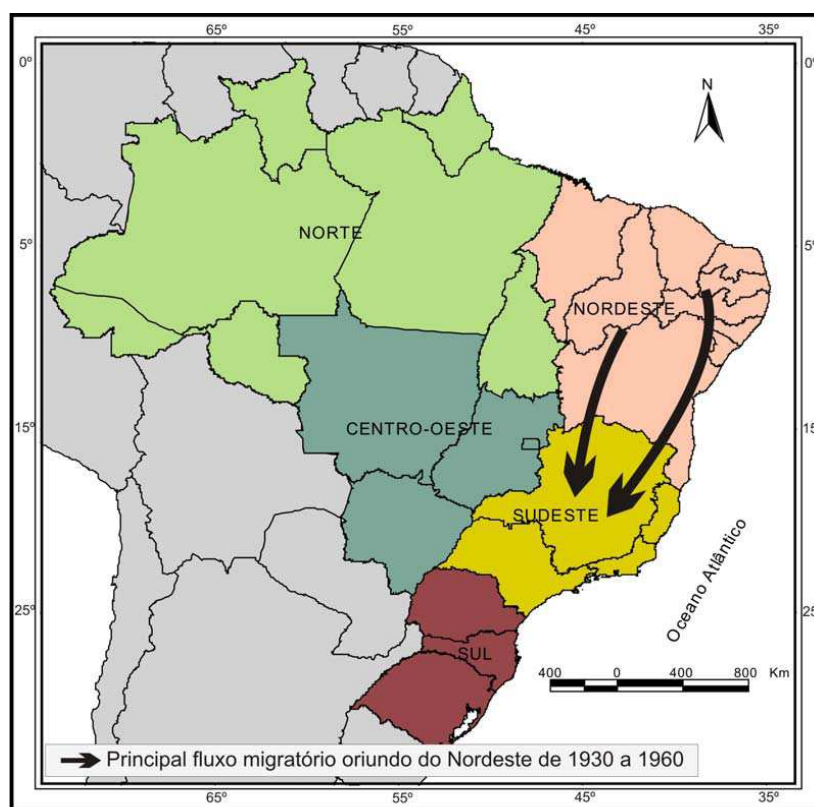 65º 55º 45º 35º
0º 0º
N
NORTE
5º 5º
NORDESTE
15º 15º
CENTRO-OESTE
SUDESTE
Oceano Atlântico
25º 25º
SUL
400 0 400 800 Km
Principal fluxo migratório oriundo do Nordeste de 1930 a 1960
65º 55º 45º 35º